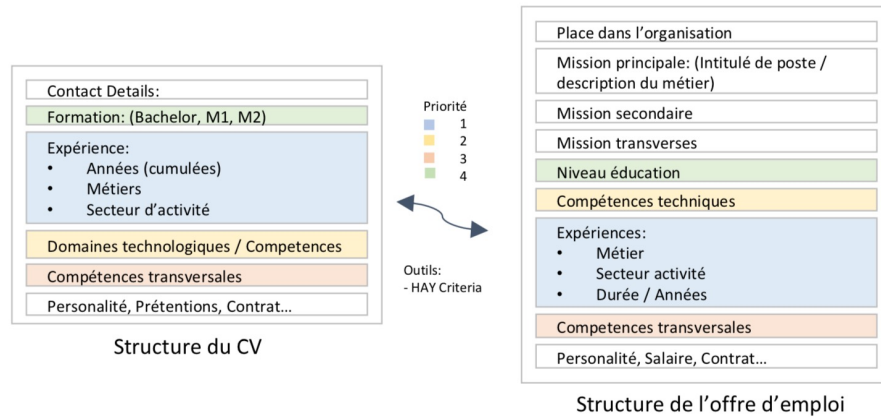 Contact Details:
Formation: (Bachelor, M1, M2)
Expérience:
• Années (cumulées)
• Métiers
• Secteur d'activité
Domaines technologiques / Competences
Compétences transversales
Personalité, Prétentions, Contrat...
Structure du CV
Priorité
1
2
3
4
Outils:
- HAY Criteria
Place dans l'organisation
Mission principale: (Intitulé de poste /
description du métier)
Mission secondaire
Mission transverses
Niveau éducation
Compétences techniques
Expériences:
• Métier
• Secteur activité
• Durée / Années
Competences transversales
Personalité, Salaire, Contrat...
Structure de l'offre d'emploi